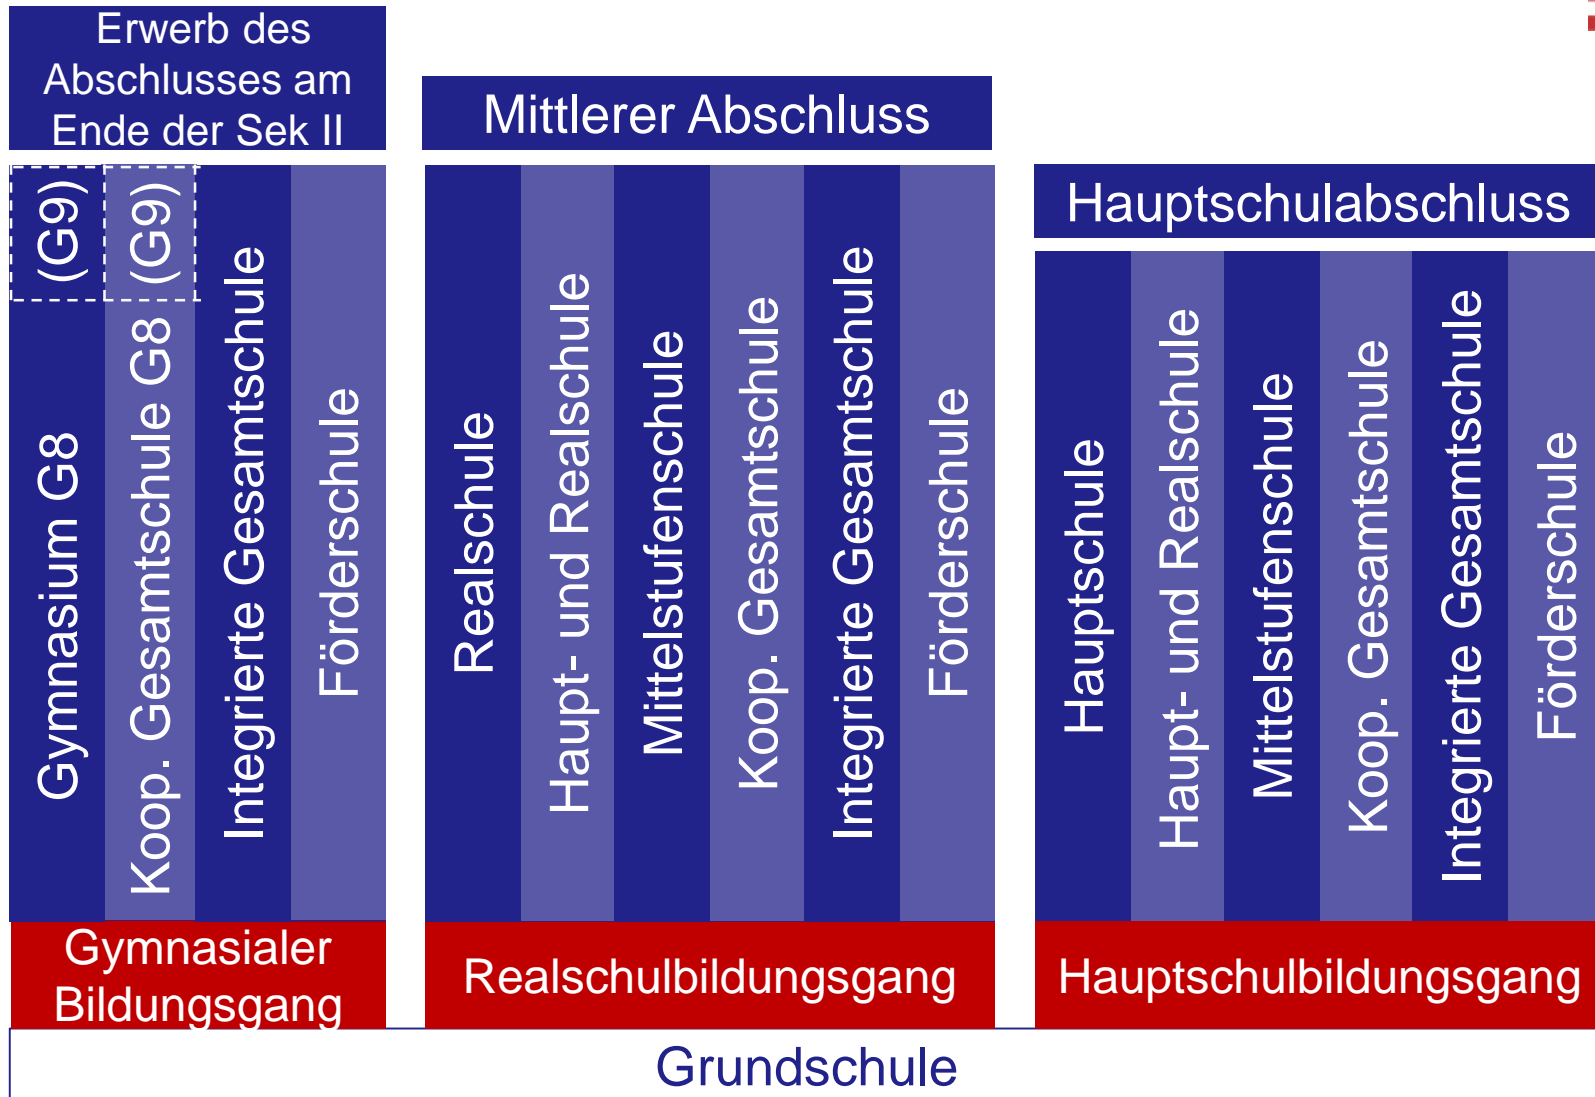 Erwerb des
Abschlusses am
Ende der Sek II
Mittlerer Abschluss
Hauptschulabschluss
Gymnasium G8 (G9)
Koop. Gesamtschule G8 (G9)
Integrierte Gesamtschule
Förderschule
Realschule
Haupt- und Realschule
Mittelstufenschule
Koop. Gesamtschule
Integrierte Gesamtschule
Förderschule
Hauptschule
Haupt- und Realschule
Mittelstufenschule
Koop. Gesamtschule
Integrierte Gesamtschule
Förderschule
Gymnasialer
Bildungsgang
Realschulbildungsgang
Hauptschulbildungsgang
Grundschule